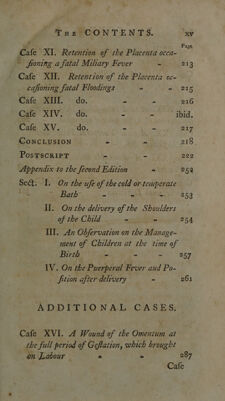 THE CONTENTS. xv
Page
Caſe XI. Retention of the Placenta occa-
ſioning a fatal Miliary Fever - 213
Caſe XII. Retention of the Placenta oc-
caſioning fatal Floodings - - 215
Caſe XIII. do. - - 216
Caſe XIV. do. - - ibid.
Caſe XV. do. - - 217
CONCLUSION - - 218
POSTSCRIPT - - 222
Appendix to the ſecond Edition - 252
Sect. I. On the uſe of the cold or temperate
Bath - - - 253
II. On the delivery of the Shoulders
of the Child - - 254
III. An Obſervation on the Manage-
ment of Children at the time of
Birth - - - 257
IV. On the Puerperal Fever and Po-
ſition after delivery - 261
ADDITIONAL CASES.
Caſe XVI. A Wound of the Omentum at
the full period of Geſtation, which brought
on Labour - - 287
Caſe